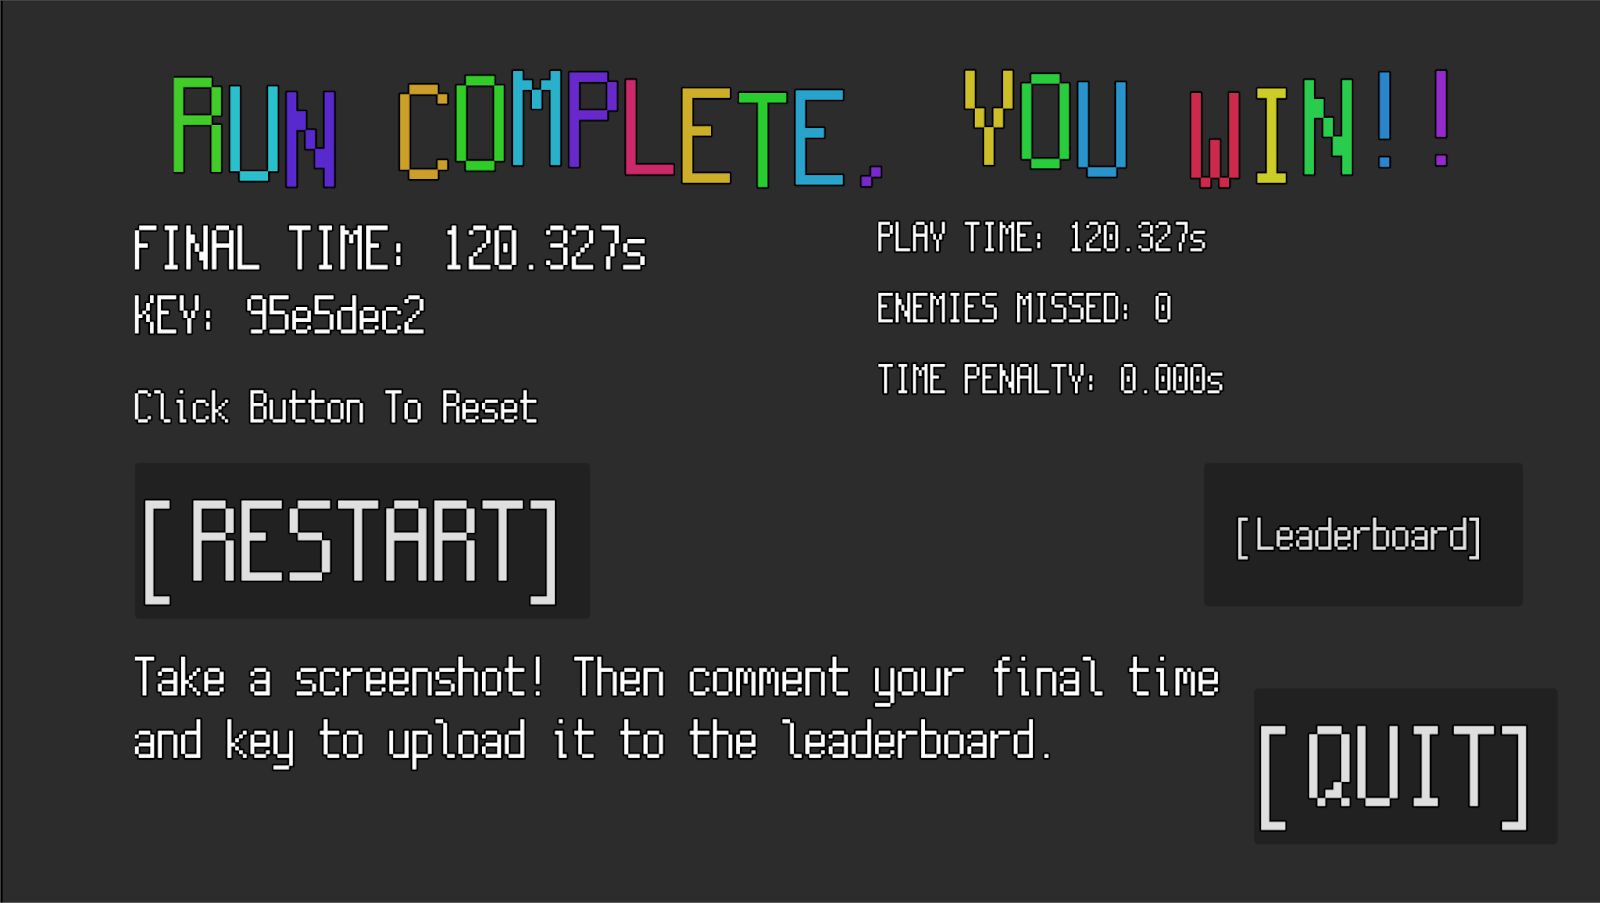 RUN COMPLETE, YOU WIN!!
FINAL TIME: 120.327s
KEY: 95e5dec2
PLAY TIME: 120.327s
ENEMIES MISSED: 0
TIME PENALTY: 0.000s
Click Button To Reset
[RESTART]
[Leaderboard]
Take a screenshot! Then comment your final time
and key to upload it to the leaderboard.
[QUIT]